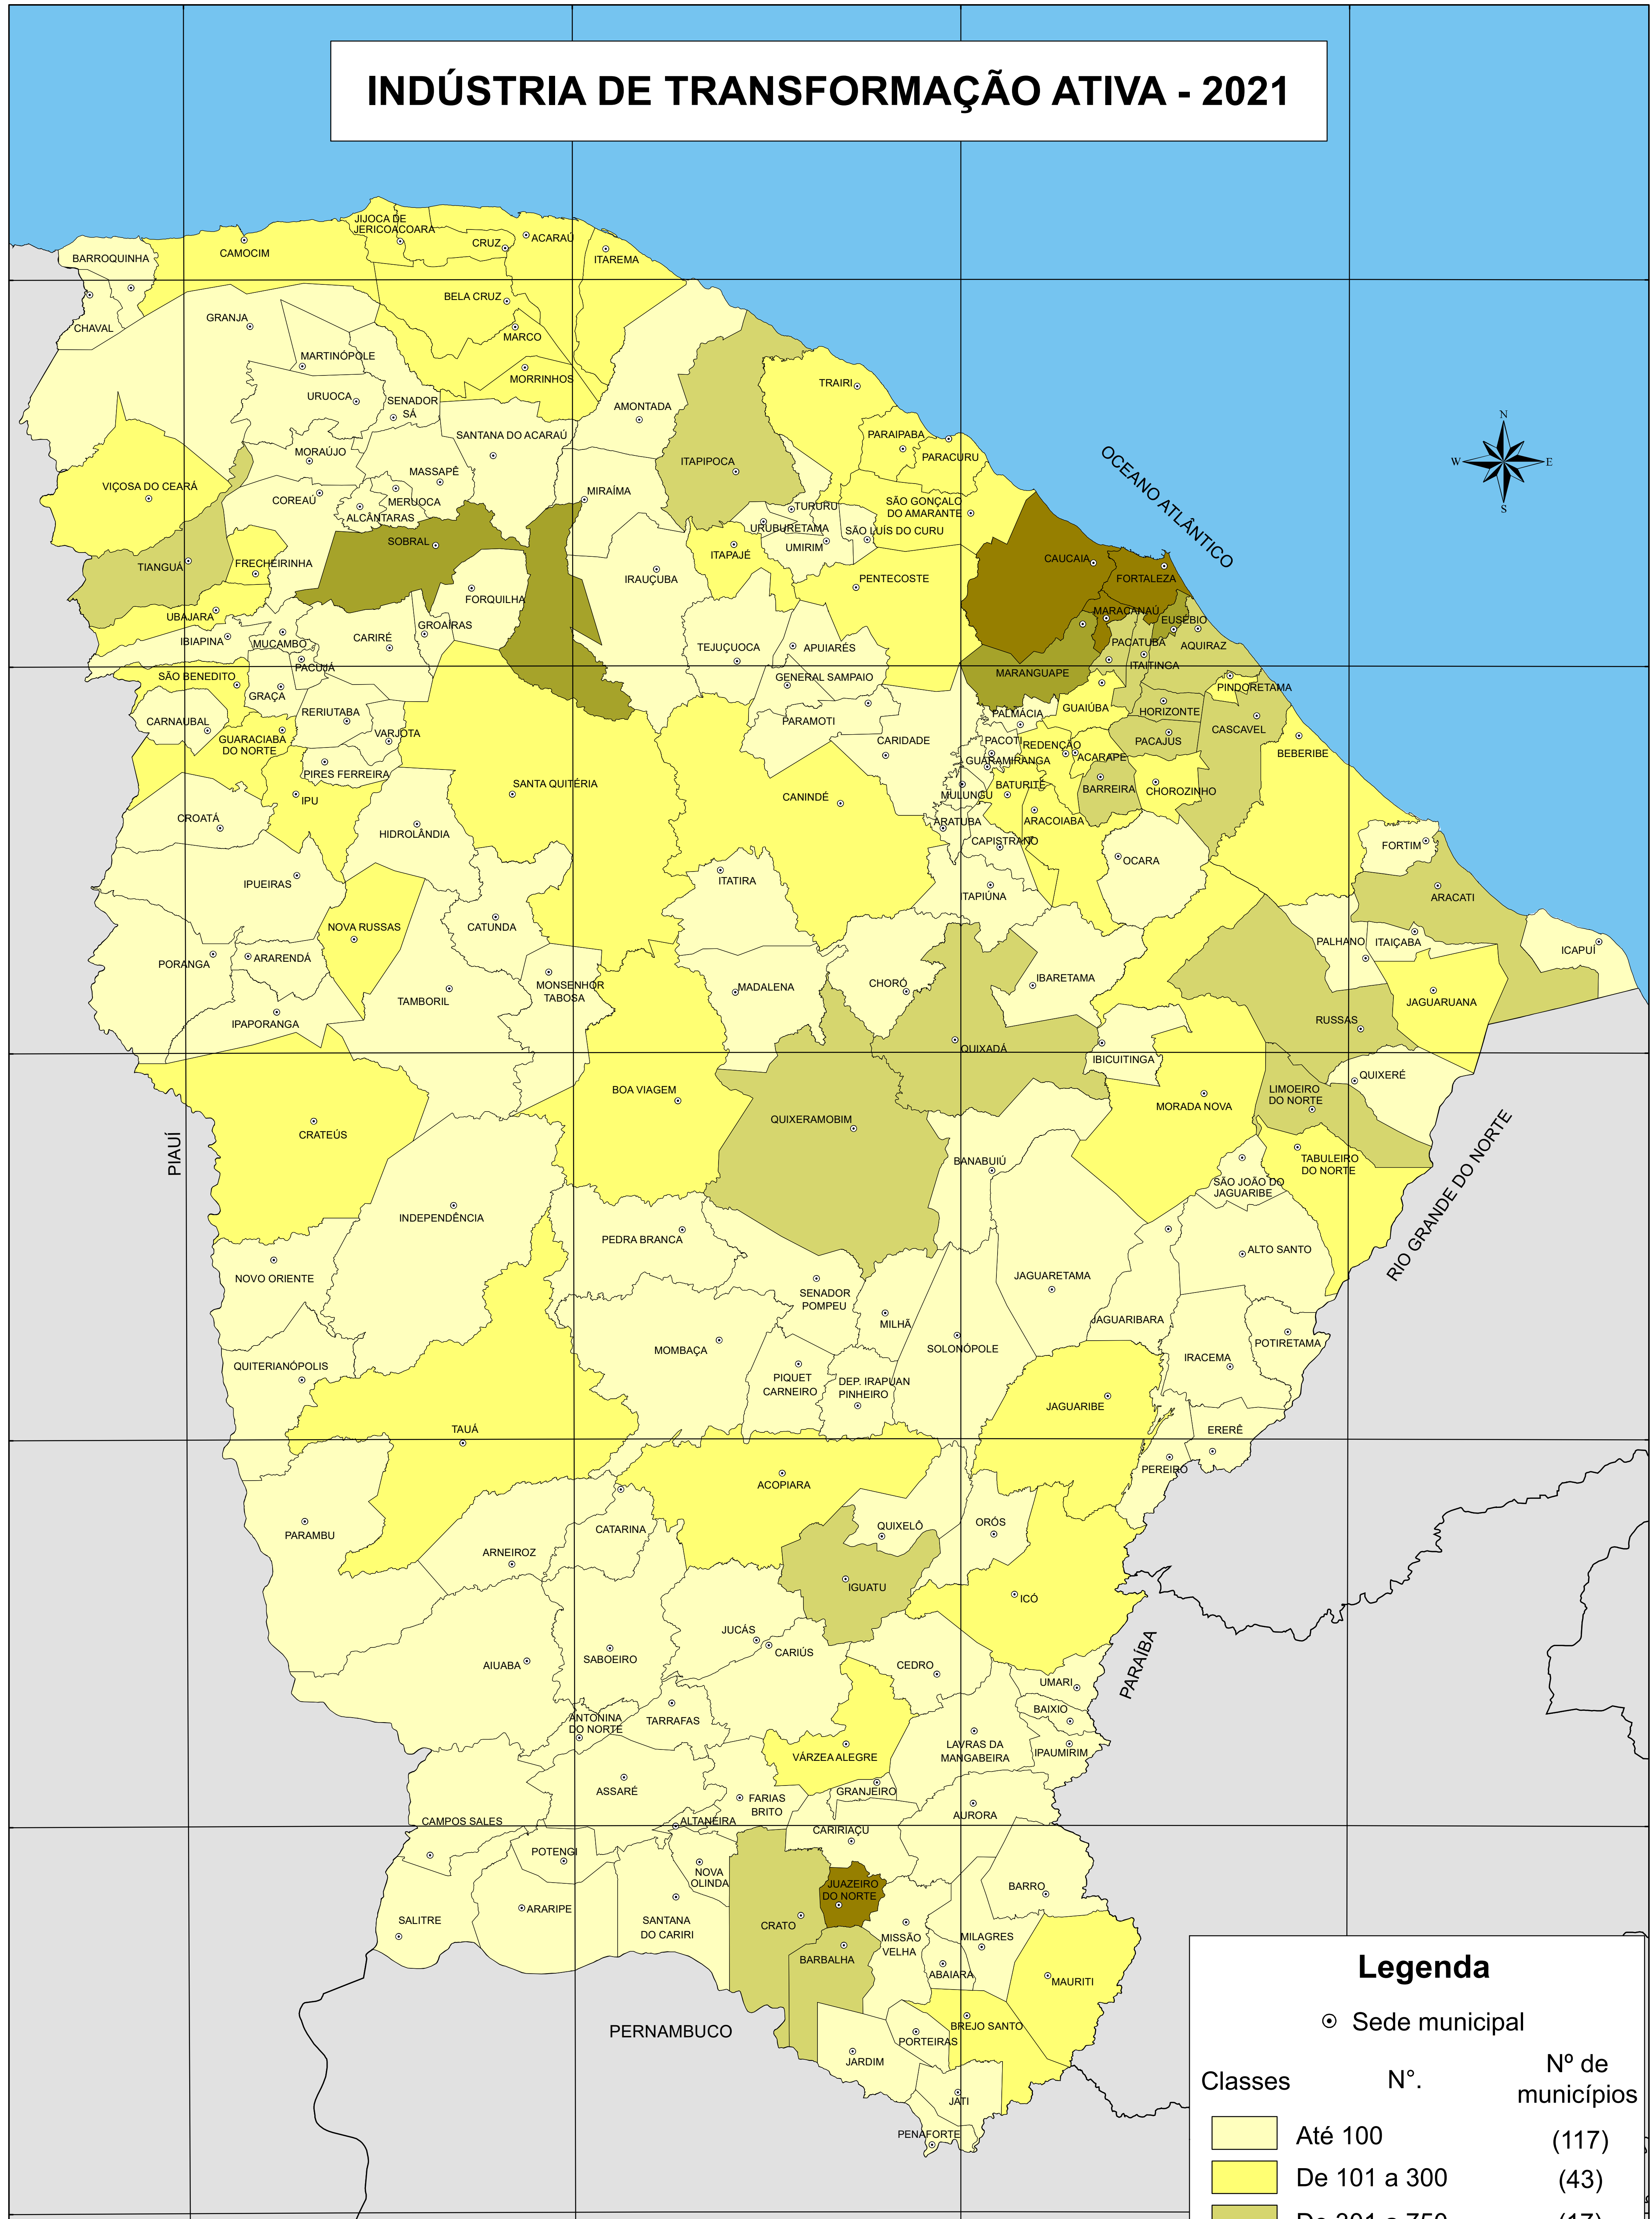 INDÚSTRIA DE TRANSFORMAÇÃO ATIVA - 2021
JIJOCA DE
JERICOACOARA
CRUZ
ACARAÚ
ITAREMA
BARROQUINHA
CAMOCIM
BELA CRUZ
CHAVAL
GRANJA
MARCO
MARTINÓPOLE
MORRINHOS
URUOCA
SENADOR
SÁ
AMONTADA
TRAIRI
N
W
E
S
SANTANA DO ACARAÚ
PARAIPABA
PARACURU
MORAÚJO
MASSAPÊ
ITAPIPOCA
OCEANO ATLÂNTICO
VIÇOSA DO CEARÁ
COREAÚ
MERUOCA
ALCÂNTARAS
MIRAÍMA
TURURU
SÃO GONÇALO
DO AMARANTE
URUBURETAMA
SÃO LUÍS DO CURU
UMIRIM
SOBRAL
ITAPAJÉ
TIANGUÁ
FRECHEIRINHA
IRAUÇUBA
PENTECOSTE
CAUCAIA
FORTALEZA
FORQUILHA
UBAJARA
IBIAPINA
MUCAMBO
CARIRÉ
GROAÍRAS
MARACANAÚ
EUSÉBIO
PACATUBA
AQUIRAZ
ITAITINGA
TEJUÇUOCA
APUIARÉS
PACUJÁ
SÃO BENEDITO
GENERAL SAMPAIO
MARANGUAPE
PINDORETAMA
GRAÇA
RERIUTABA
CARNAUBAL
PARAMOTI
PALMÁCIA
GUAIÚBA
HORIZONTE
CASCAVEL
GUARACIABA
DO NORTE
VARJOTA
CARIDADE
PACOTI
REDENÇÃO
PACAJUS
BEBERIBE
GUARAMIRANGA
ACARAPE
PIRES FERREIRA
SANTA QUITÉRIA
IPU
CANINDÉ
MULUNGU
BATURITÉ
BARREIRA
CHOROZINHO
CROATÁ
HIDROLÂNDIA
ARATUBA
ARACOIABA
CAPISTRANO
OCARA
FORTIM
IPUEIRAS
ITATIRA
ITAPIÚNA
ARACATI
NOVA RUSSAS
CATUNDA
PALHANO
ITAIÇABA
ICAPUÍ
PORANGA
ARARENDÁ
TAMBORIL
MONSENHOR
TABOSA
MADALENA
CHORÓ
IBARETAMA
JAGUARUANA
IPAPORANGA
RUSSAS
QUIXADÁ
IBICUITINGA
QUIXERÉ
BOA VIAGEM
LIMOEIRO
DO NORTE
MORADA NOVA
CRATEÚS
QUIXERAMOBIM
PIAUÍ
BANABUIÚ
TABULEIRO
DO NORTE
SÃO JOÃO DO
JAGUARIBE
RIO GRANDE DO NORTE
INDEPENDÊNCIA
PEDRA BRANCA
ALTO SANTO
NOVO ORIENTE
JAGUARETAMA
SENADOR
POMPEU
MILHÃ
JAGUARIBARA
POTIRETAMA
MOMBAÇA
SOLONÓPOLE
IRACEMA
QUITERIANÓPOLIS
PIQUET
CARNEIRO
DEP. IRAPUAN
PINHEIRO
JAGUARIBE
TAUÁ
ERERÊ
PEREIRO
ACOPIARA
PARAMBU
CATARINA
QUIXELÔ
ORÓS
ARNEIROZ
IGUATU
ICÓ
JUCÁS
CARIÚS
SABOEIRO
AIUABA
CEDRO
PARAÍBA
UMARI
BAIXIO
ANTONINA
DO NORTE
TARRAFAS
LAVRAS DA
MANGABEIRA
IPAUMIRIM
VÁRZEA ALEGRE
ASSARÉ
GRANJEIRO
FARIAS
BRITO
AURORA
CAMPOS SALES
ALTANEIRA
CARIRIAÇU
POTENGI
NOVA
OLINDA
JUAZEIRO
DO NORTE
BARRO
ARARIPE
SALITRE
SANTANA
DO CARIRI
CRATO
MISSÃO
VELHA
MILAGRES
BARBALHA
ABAIARA
MAURITI
PERNAMBUCO
BREJO SANTO
PORTEIRAS
JARDIM
JATI
PENAFORTE
Legenda
Sede municipal
Classes N°. Nº de
municípios
Até 100 (117)
De 101 a 300 (43)
De 301 a 750 (17)